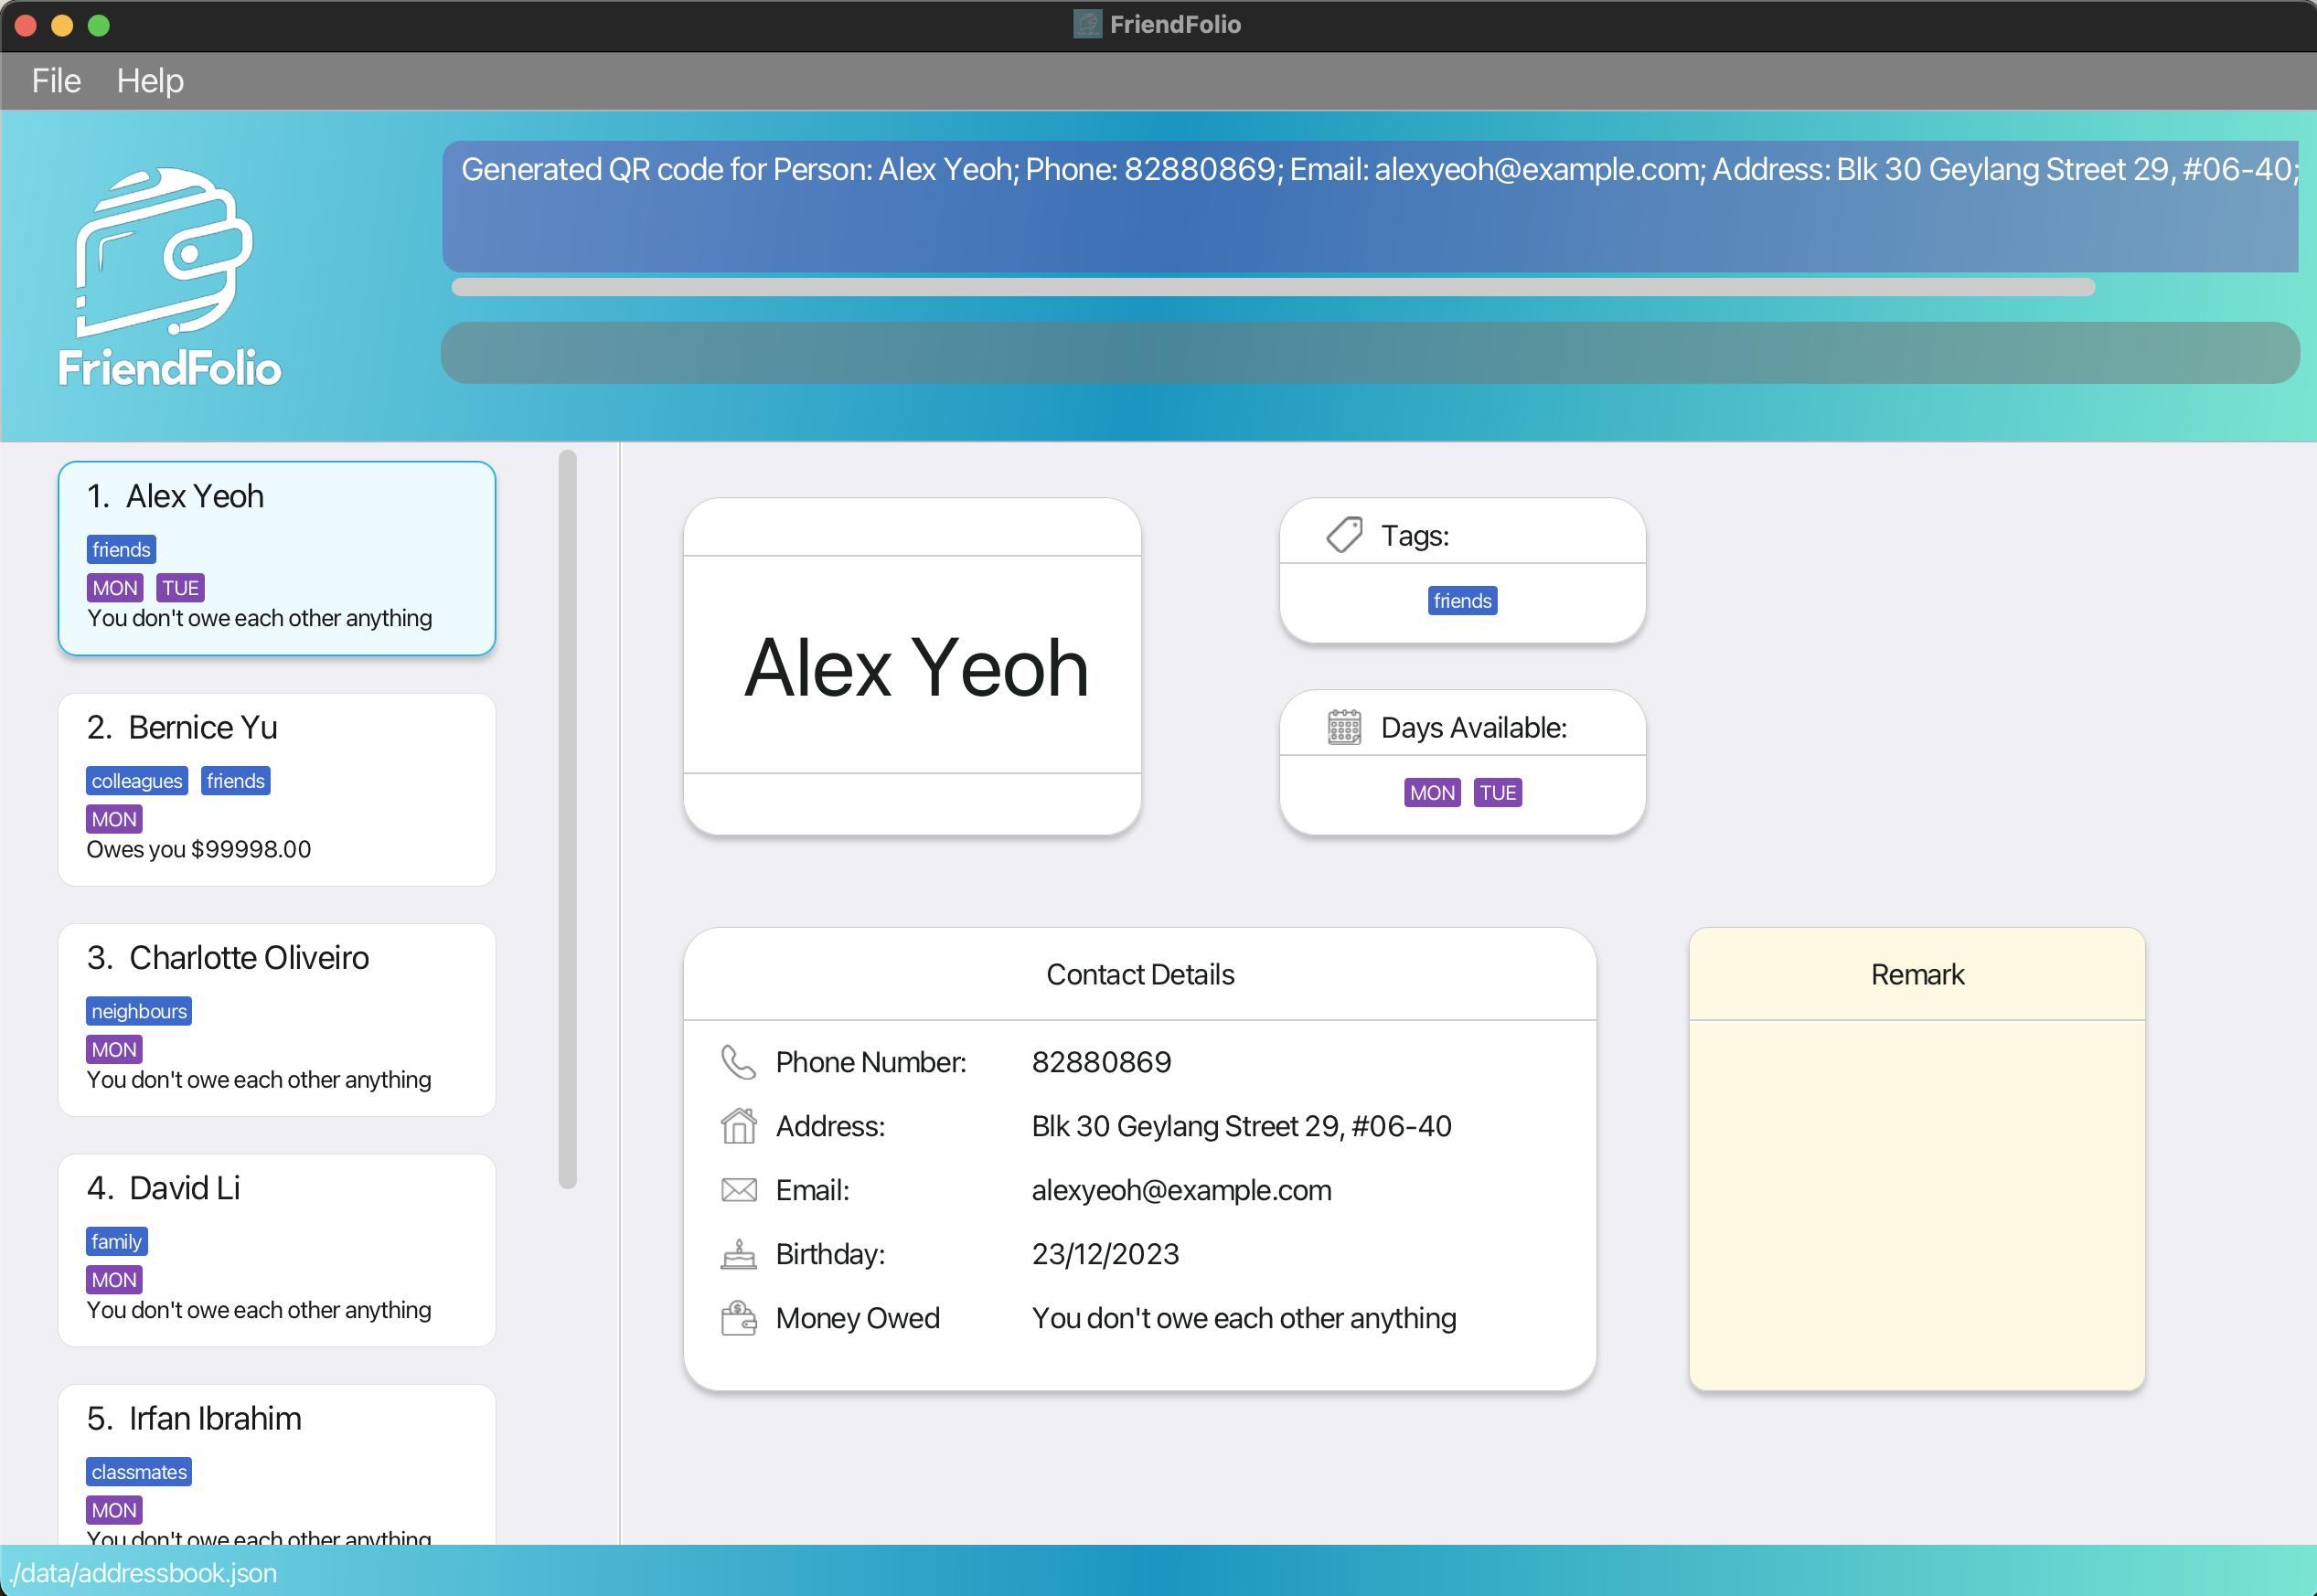 FriendFolio
File Help
Generated QR code for Person: Alex Yeoh; Phone: 82880869; Email: alexyeoh@example.com; Address: Blk 30 Geylang Street 29, #06-40;
FriendFolio
1. Alex Yeoh
friends
MON TUE
You don't owe each other anything
2. Bernice Yu
colleagues friends
MON
Owes you $99998.00
3. Charlotte Oliveiro
neighbours
MON
You don't owe each other anything
4. David Li
family
MON
You don't owe each other anything
5. Irfan Ibrahim
classmates
MON
You don't owe each other anything
Alex Yeoh
Tags:
friends
Days Available:
MON TUE
Contact Details
Phone Number: 82880869
Address: Blk 30 Geylang Street 29, #06-40
Email: alexyeoh@example.com
Birthday: 23/12/2023
Money Owed You don't owe each other anything
Remark
./data/addressbook.json